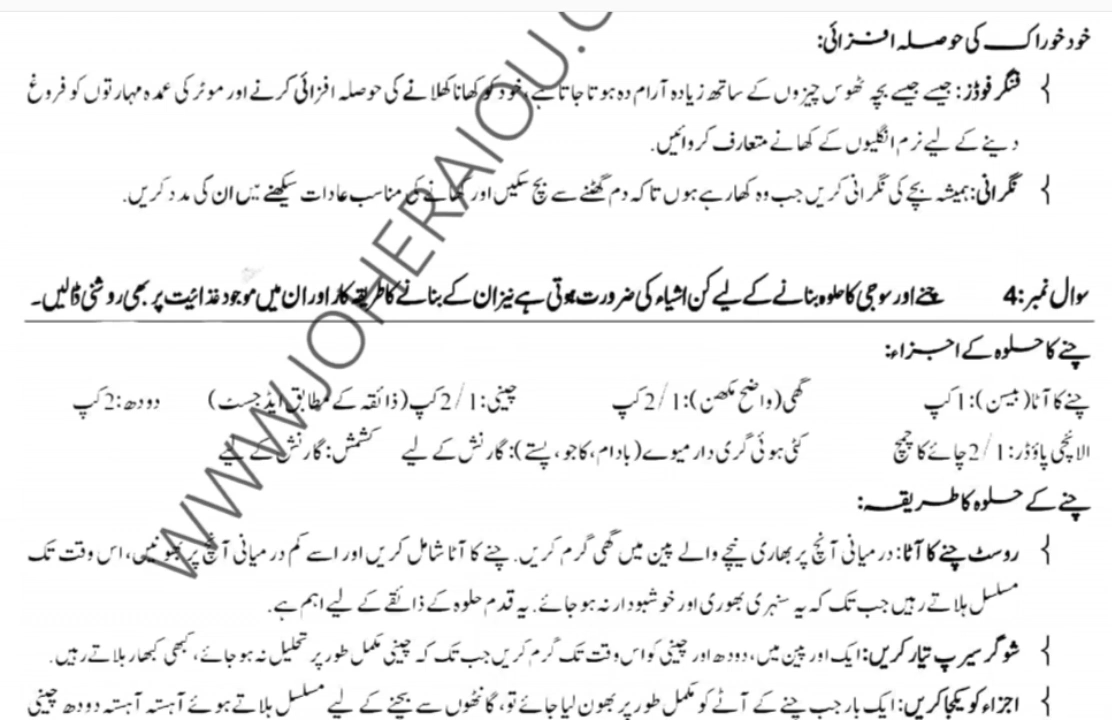 خود خوراک کی حوصلہ افزائی:
} فنگر فوڈز: جیسے جیسے بچہ ٹھوس چیزوں کے ساتھ زیادہ آرام دہ ہوتا جاتا ہے، خود کو کھانا کھلانے کی حوصلہ افزائی کرنے اور موٹر کی عمدہ مہارتوں کو فروغ
دینے کے لیے نرم انگلیوں کے کھانے متعارف کروائیں.
} نگرانی: ہمیشہ بچے کی نگرانی کریں جب وہ کھا رہے ہوں تاکہ دم گھٹنے سے بچ سکیں اور کھانے کی مناسب عادات سیکھنے میں ان کی مدد کریں.
سوال نمبر: 4 چنے اور سوجی کا حلوہ بنانے کے لیے کن اشیاء کی ضرورت ہوتی ہے نیز ان کے بنانے کا طریقہ کار اور ان میں موجود غذائیت پر بھی روشنی ڈالیں۔
چنے کا حلوہ کے اجزاء:
چنے کا آٹا (بیسن): 1 کپ گھی (واضح مکھن): 1/2 کپ چینی: 1/2 کپ (ذائقہ کے مطابق ایڈجسٹ) دودھ: 2 کپ
الائچی پاؤڈر: 1/2 چائے کا چمچ کٹی ہوئی گری دار میوے (بادام، کاجو، پستے): گارنش کے لیے کشمش: گارنش کے لیے
چنے کے حلوہ کا طریقہ:
} روسٹ چنے کا آٹا: درمیانی آنچ پر بھاری نیچے والے پین میں گھی گرم کریں. چنے کا آٹا شامل کریں اور اسے کم درمیانی آنچ پر بھونیں، اس وقت تک
مسلسل ہلاتے رہیں جب تک کہ یہ سنہری بھوری اور خوشبودار نہ ہو جائے. یہ قدم حلوہ کے ذائقے کے لیے اہم ہے.
} شوگر سیرپ تیار کریں: ایک اور پین میں، دودھ اور چینی کو اس وقت تک گرم کریں جب تک کہ چینی مکمل طور پر تحلیل نہ ہو جائے، کبھی کبھار ہلاتے رہیں.
} اجزاء کو یکجا کریں: ایک بار جب چنے کے آٹے کو مکمل طور پر بھون لیا جائے تو، گانٹھوں سے بچنے کے لیے مسلسل ہلاتے ہوئے آہستہ آہستہ دودھ چینی
WWW.JOHERAIOU.